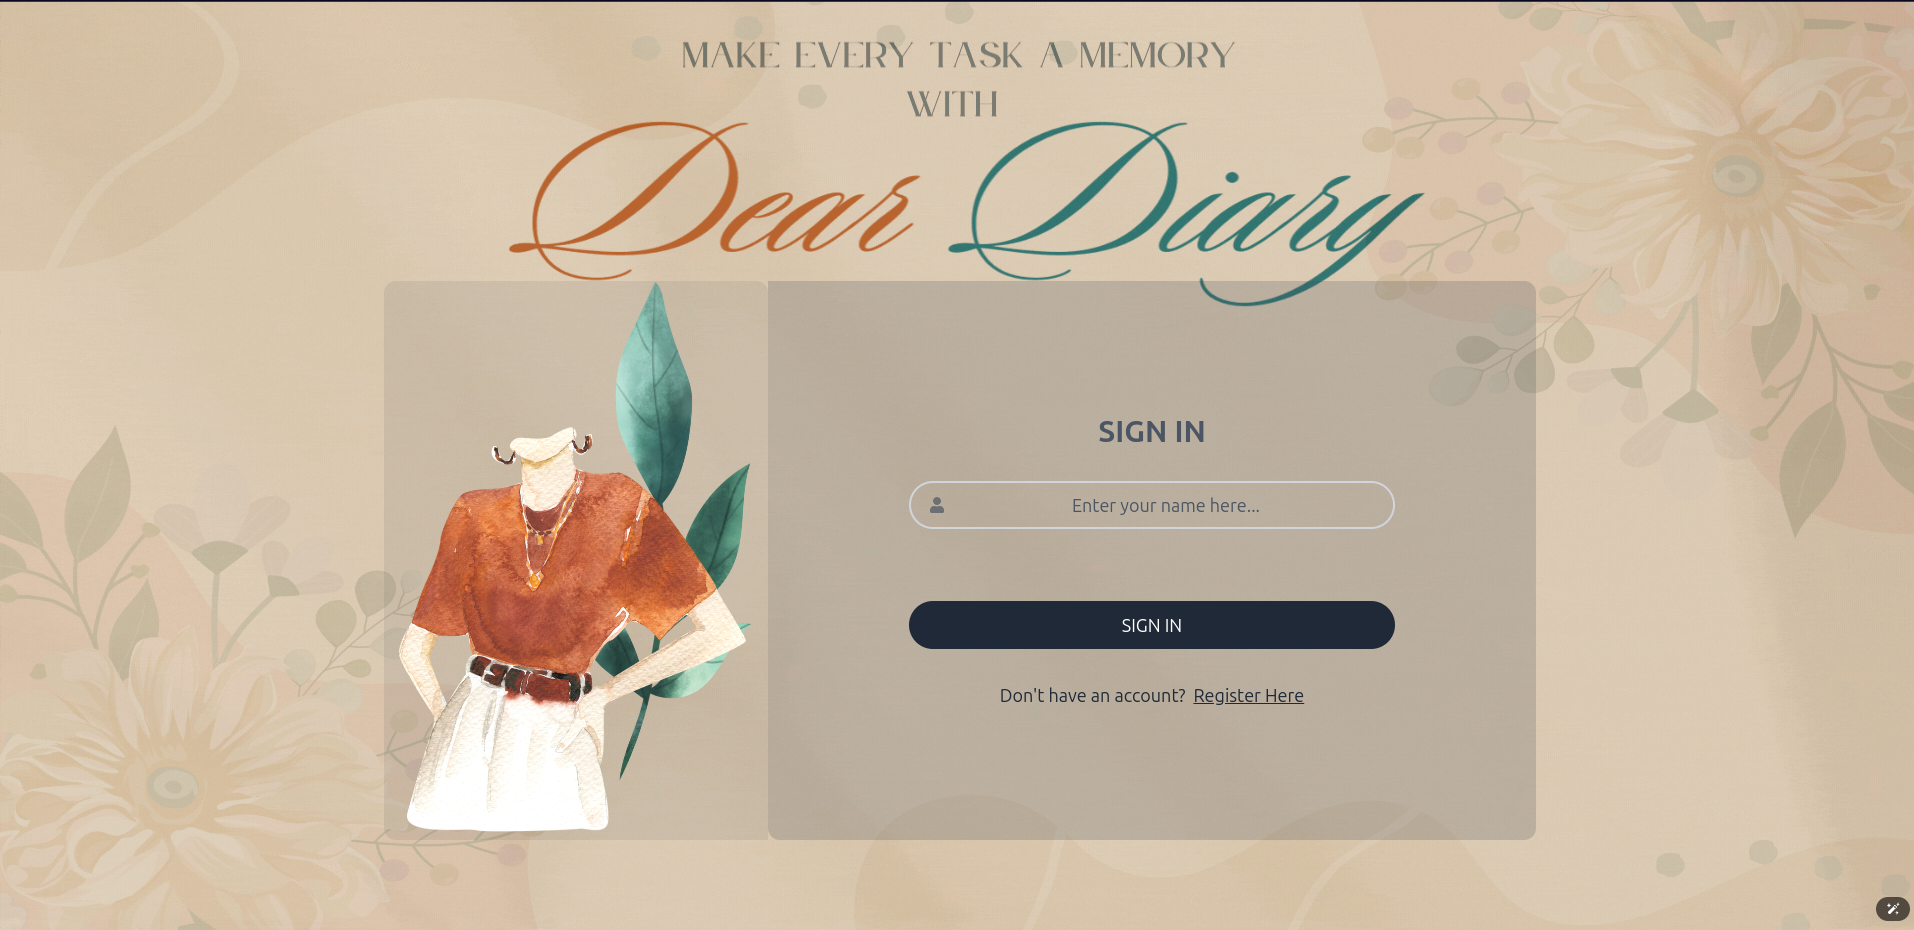 MAKE EVERY TASK A MEMORY
WITH
Dear Diary
SIGN IN
Enter your name here...
SIGN IN
Don't have an account? Register Here